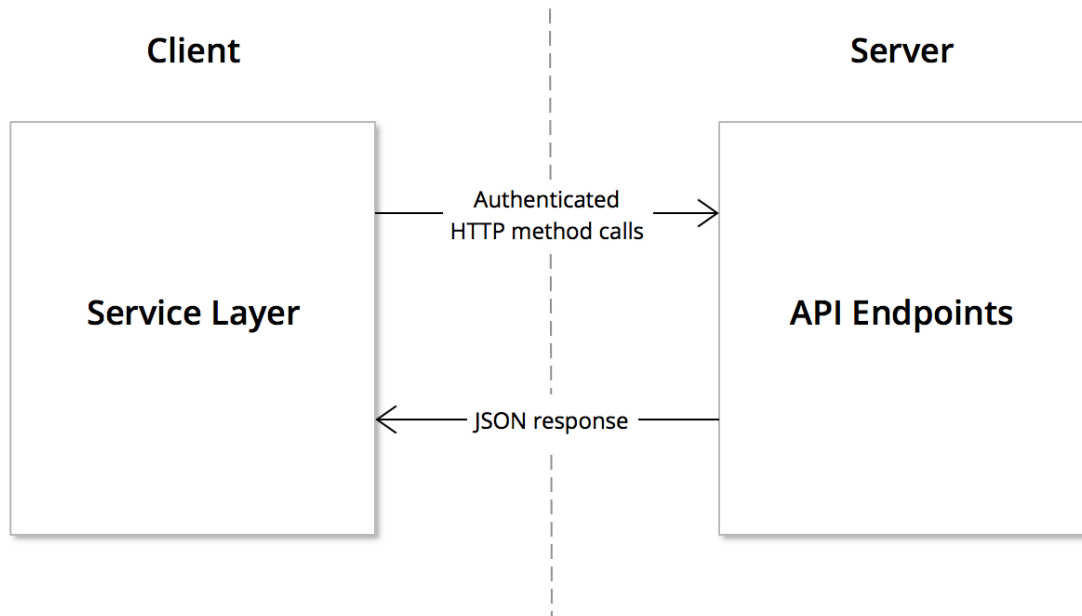 Client
Server
Authenticated
HTTP method calls
Service Layer
API Endpoints
JSON response